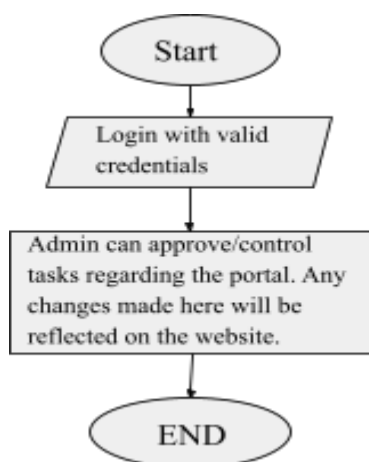 Start
Login with valid
credentials
Admin can approve/control
tasks regarding the portal. Any
changes made here will be
reflected on the website.
END